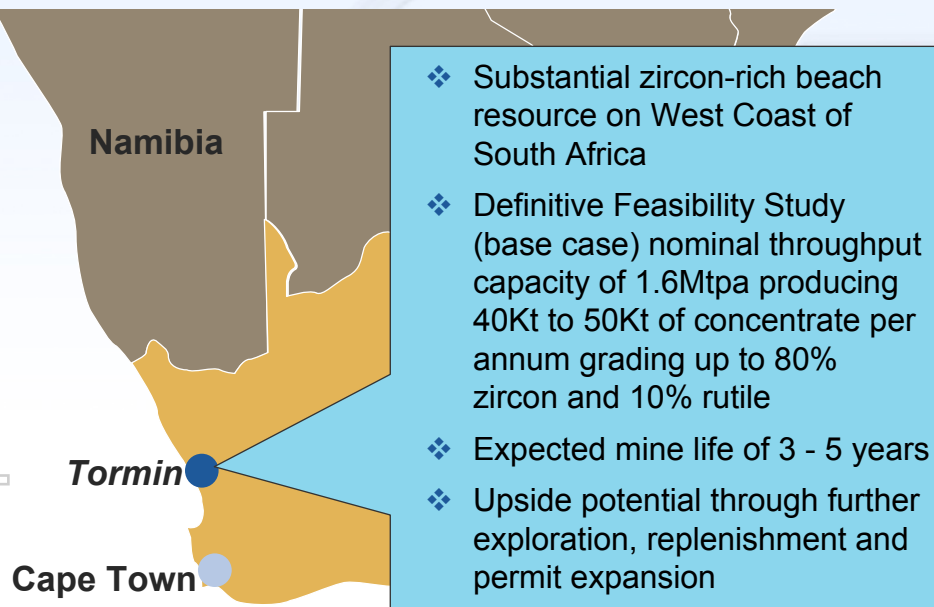 Namibia
Tormin
Cape Town
❖ Substantial zircon-rich beach
resource on West Coast of
South Africa
❖ Definitive Feasibility Study
(base case) nominal throughput
capacity of 1.6Mtpa producing
40Kt to 50Kt of concentrate per
annum grading up to 80%
zircon and 10% rutile
❖ Expected mine life of 3 - 5 years
❖ Upside potential through further
exploration, replenishment and
permit expansion